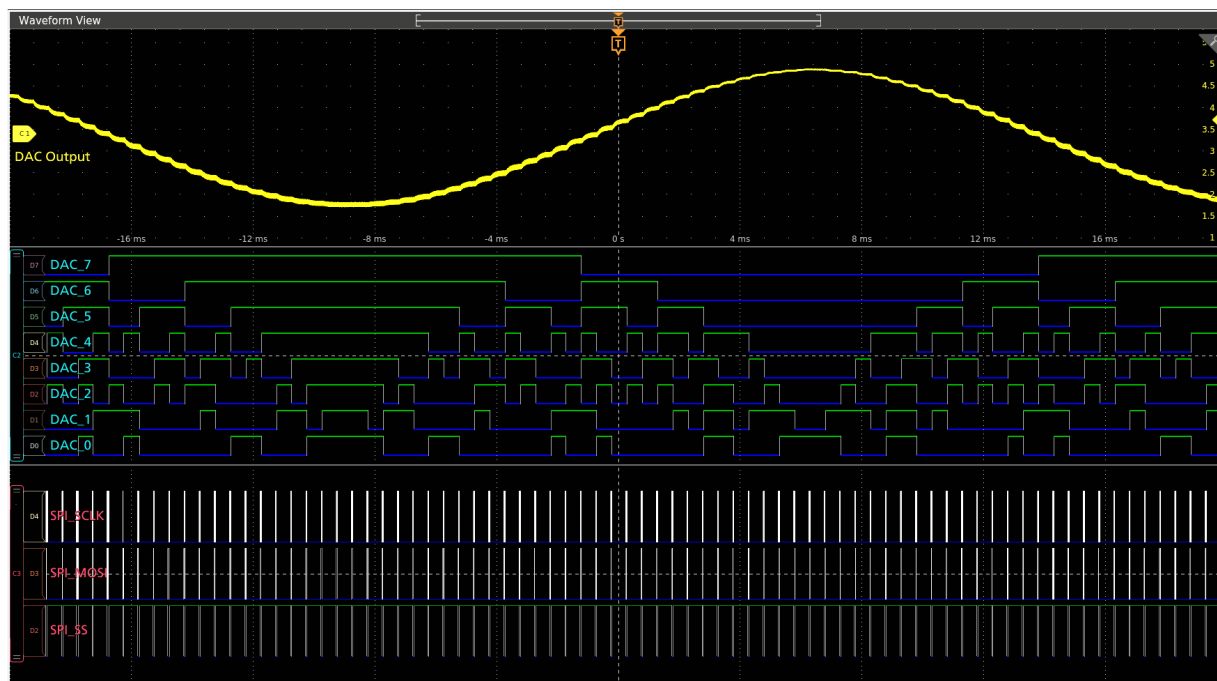 Waveform View
T
T
5
4.5
4
C 1
3.5
DAC Output
3
2.5
2
1.5
-16 ms -12 ms -8 ms -4 ms 0 s 4 ms 8 ms 12 ms 16 ms 1
D7 DAC_7
D6 DAC_6
D5 DAC_5
D4 DAC_4
C2
D3 DAC_3
D2 DAC_2
D1 DAC_1
D0 DAC_0
D4 SPI_SCLK
C3 D3 SPI_MOSI
D2 SPI_SS